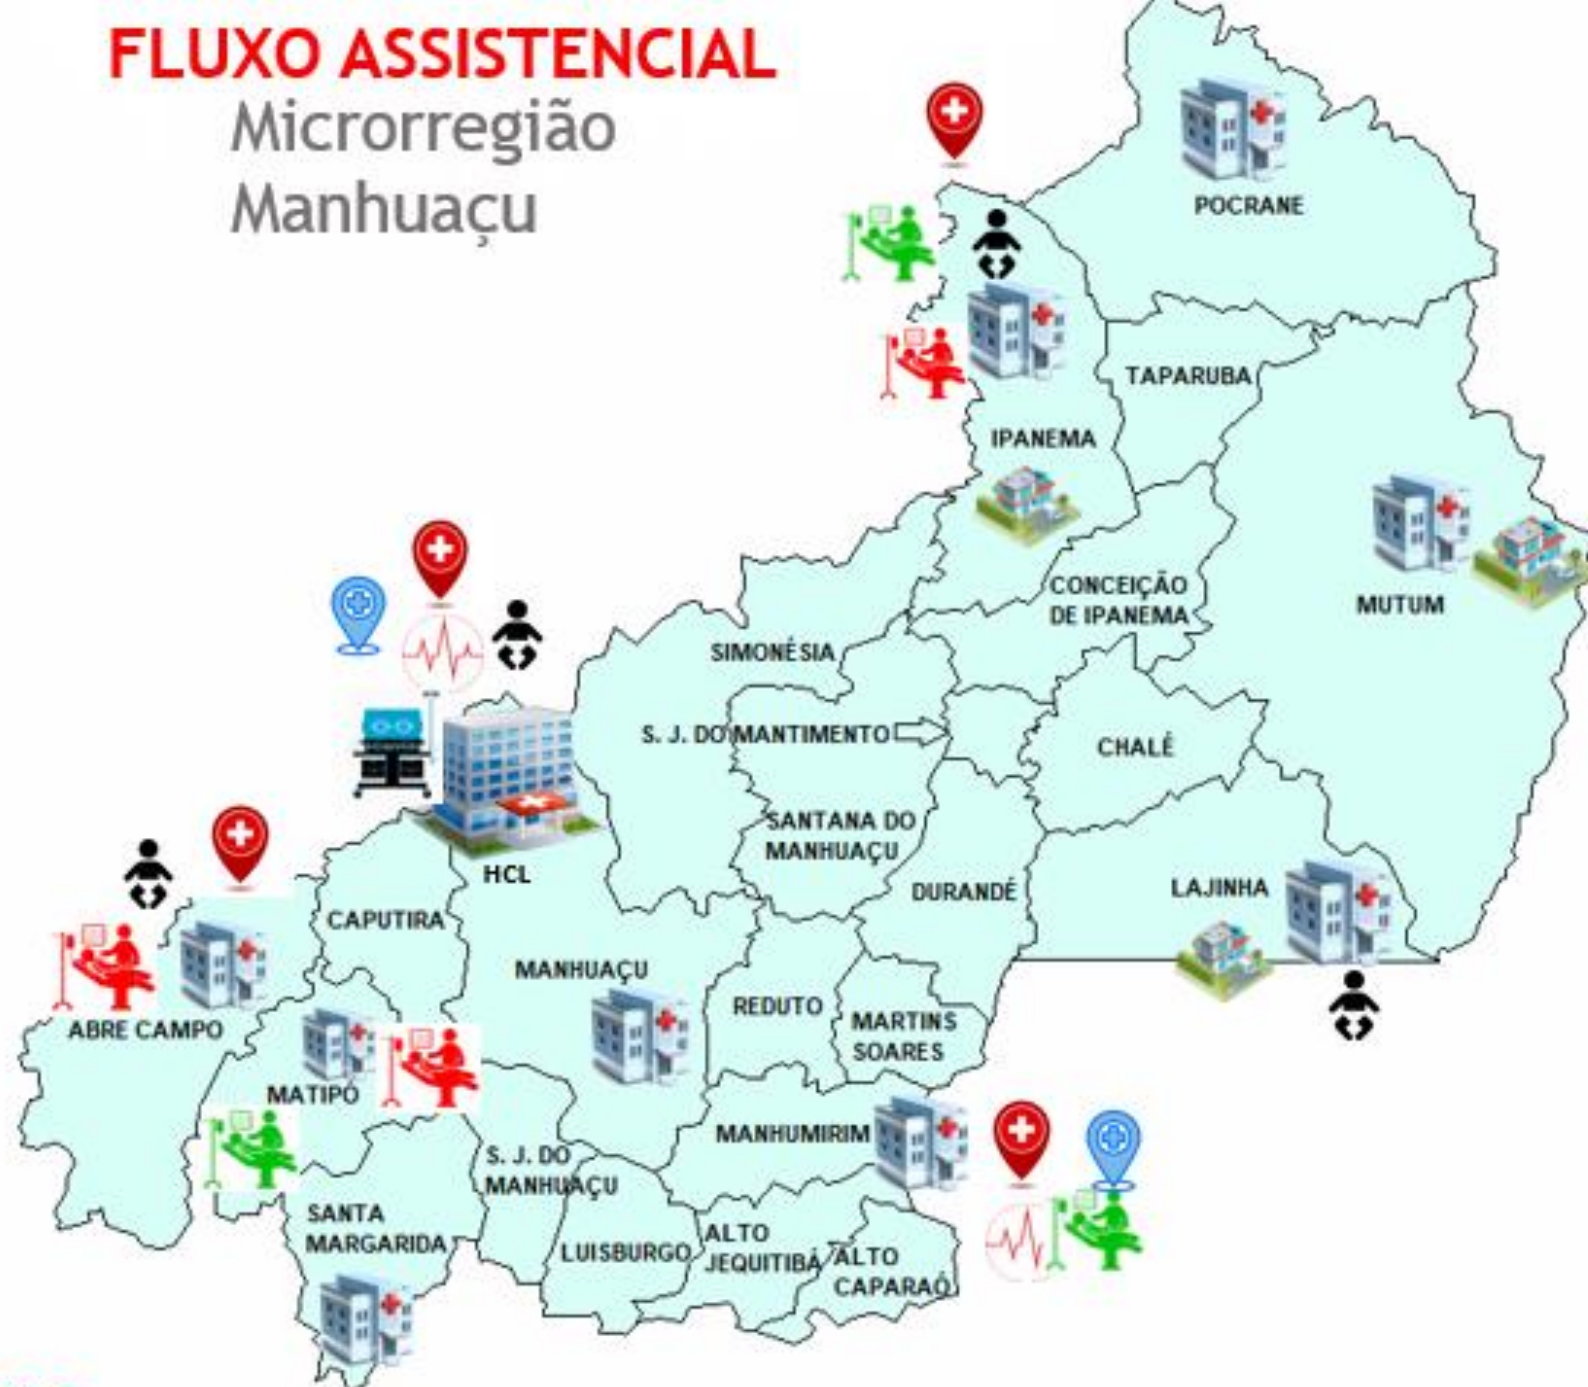 FLUXO ASSISTENCIAL
Microrregião
Manhuaçu
POCRANE
TAPARUBA
IPANEMA
CONCEIÇÃO
DE IPANEMA
MUTUM
SIMONÉSIA
S. J. DO MANTIMENTO
CHALÉ
SANTANA DO
MANHUAÇU
HCL
DURANDÉ
LAJINHA
CAPUTIRA
MANHUAÇU
REDUTO
MARTINS
SOARES
ABRE CAMPO
MATIPÓ
MANHUMIRIM
S. J. DO
MANHUAÇU
SANTA
MARGARIDA
LUISBURGO
ALTO
JEQUITIBÁ
ALTO
CAPARAÓ